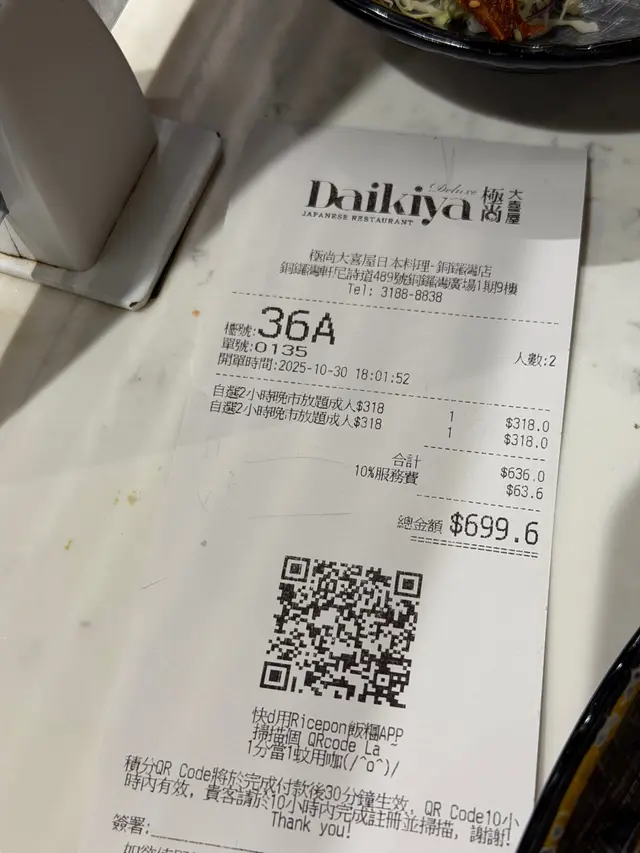 Daikiya Deluxe 極尚 大喜屋
JAPANESE RESTAURANT
極尚大喜屋日本料理-銅鑼灣店
銅鑼灣軒尼詩道489號銅鑼灣廣場1期9樓
Tel: 3188-8838
檯號:36A
單號:0135
人數:2
開單時間:2025-10-30 18:01:52
自選2小時晚市放題成人$318 1 $318.0
自選2小時晚市放題成人$318 1 $318.0
合計 $636.0
10%服務費 $63.6
總金額 $699.6
快d用Ricepon飯糰APP
掃描個 QRcode La ~
1分當1蚊用咖(/^o^)/
積分QR Code將於完成付款後30分鐘生效, QR Code10小
時內有效, 貴客請於10小時內完成註冊並掃描, 謝謝!
Thank you!
簽署: